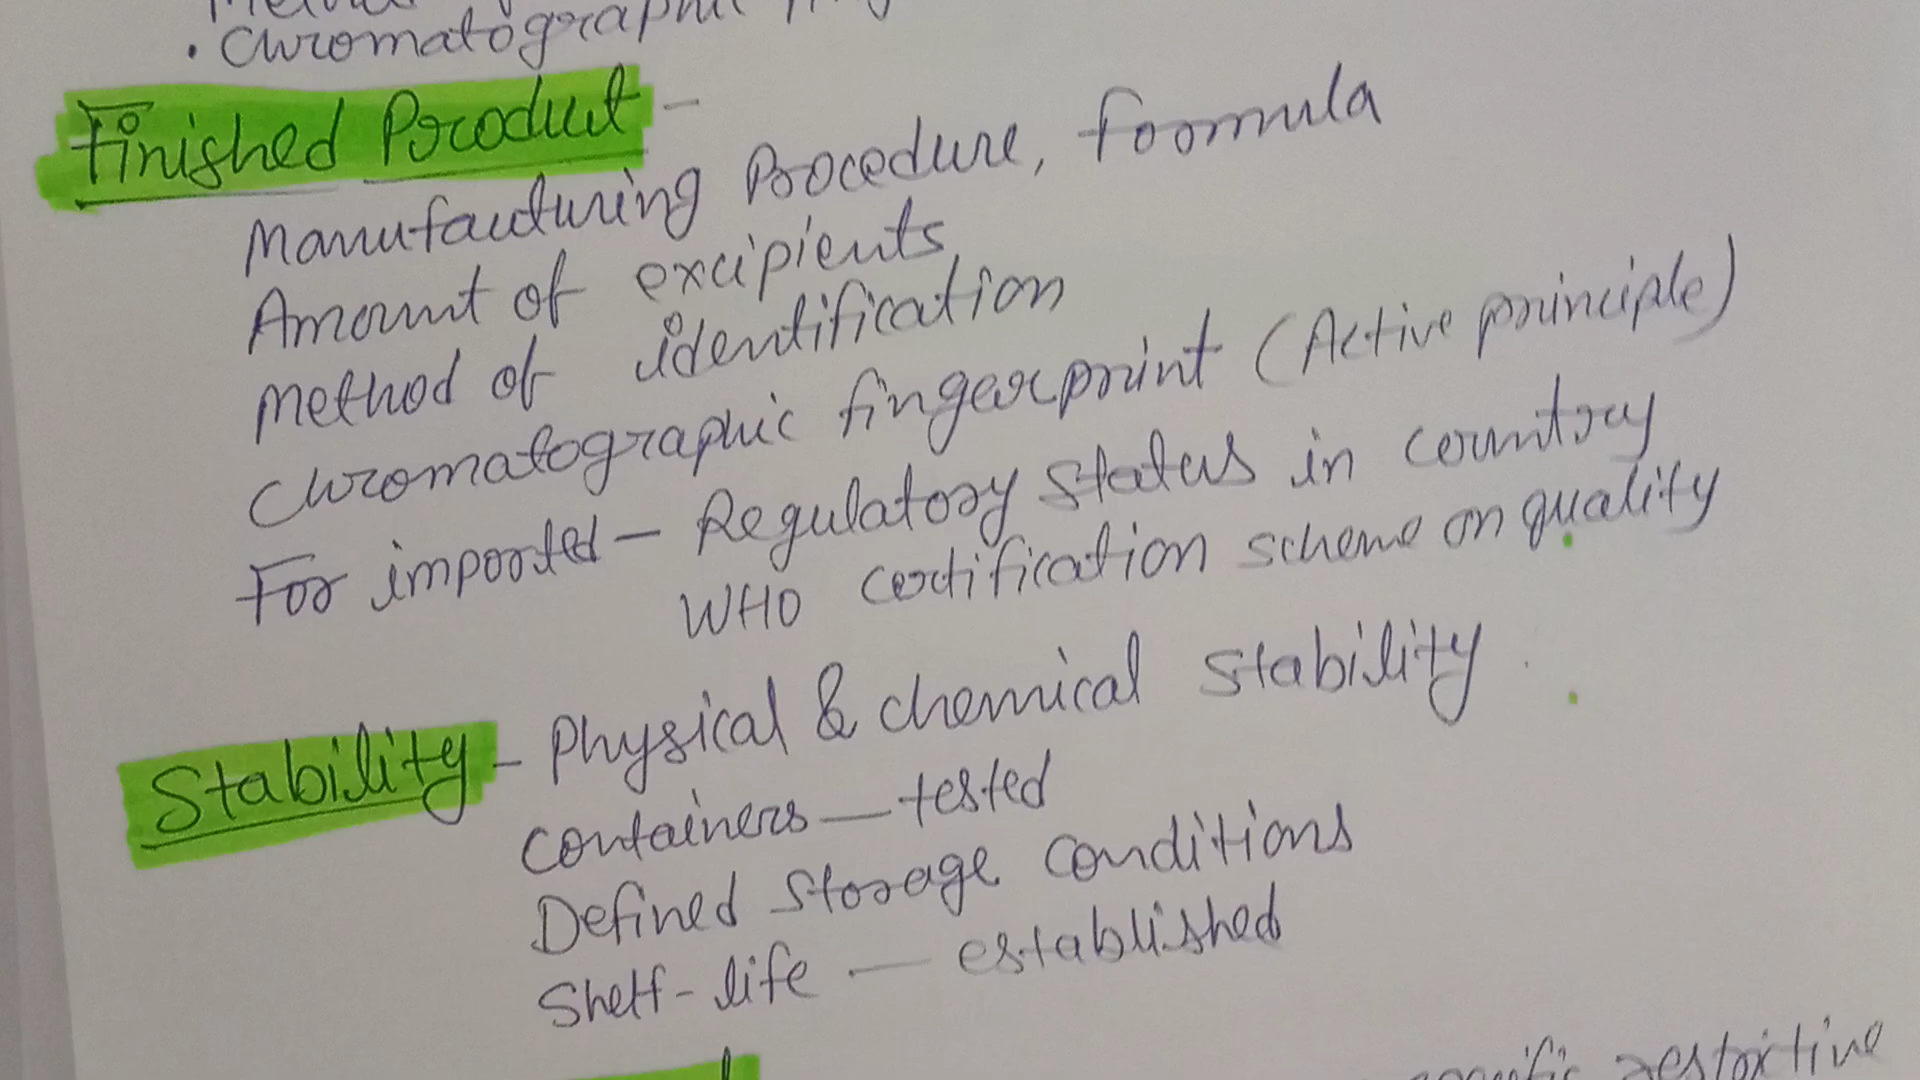 • Chromatographic
Finished Product -
Manufacturing Procedure, formula
Amount of excipients
Method of identification
Chromatographic fingerprint (Active principle)
For imported - Regulatory status in country
WHO certification scheme on quality
Stability - Physical & chemical stability
Containers - tested
Defined storage conditions
Shelf-life - established
restrictive